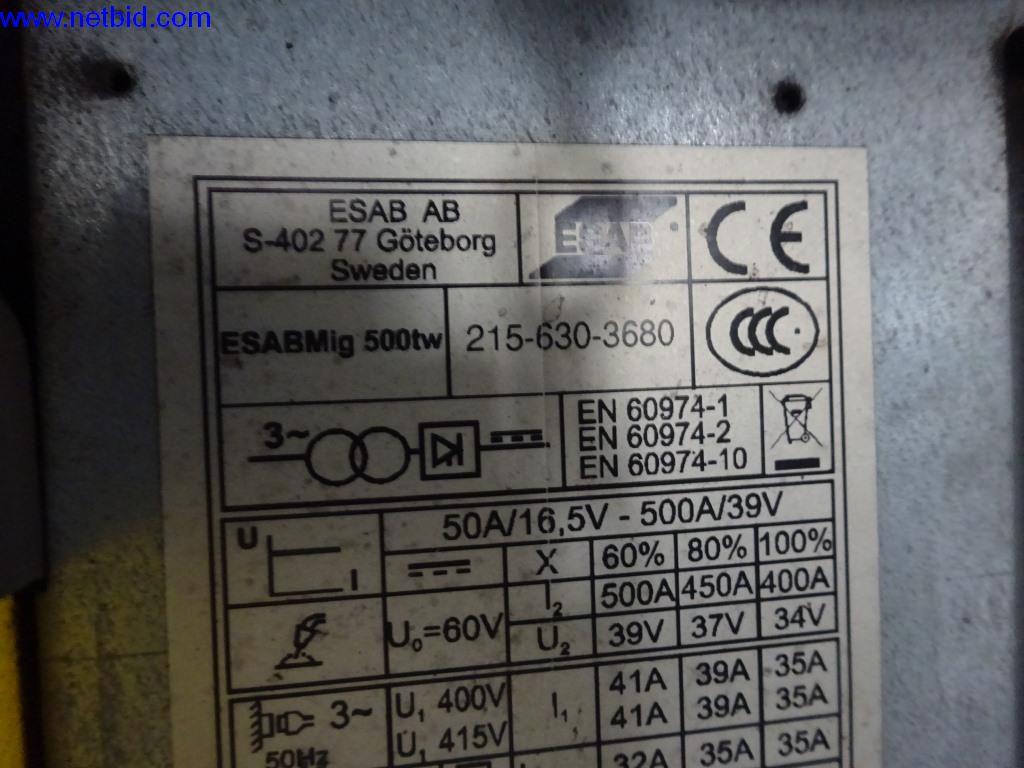 www.netbid.com
ESAB AB
S-402 77 Göteborg
Sweden
ESAB
CE
ESABMig 500tw
215-630-3680
CCC
3~
EN 60974-1
EN 60974-2
EN 60974-10
50A/16,5V - 500A/39V
U
I
X 60% 80% 100%
I2 500A 450A 400A
U0=60V
U2 39V 37V 34V
3~
50Hz
U1 400V
U1 415V
I1
41A 39A 35A
41A 39A 35A
32A 35A 35A